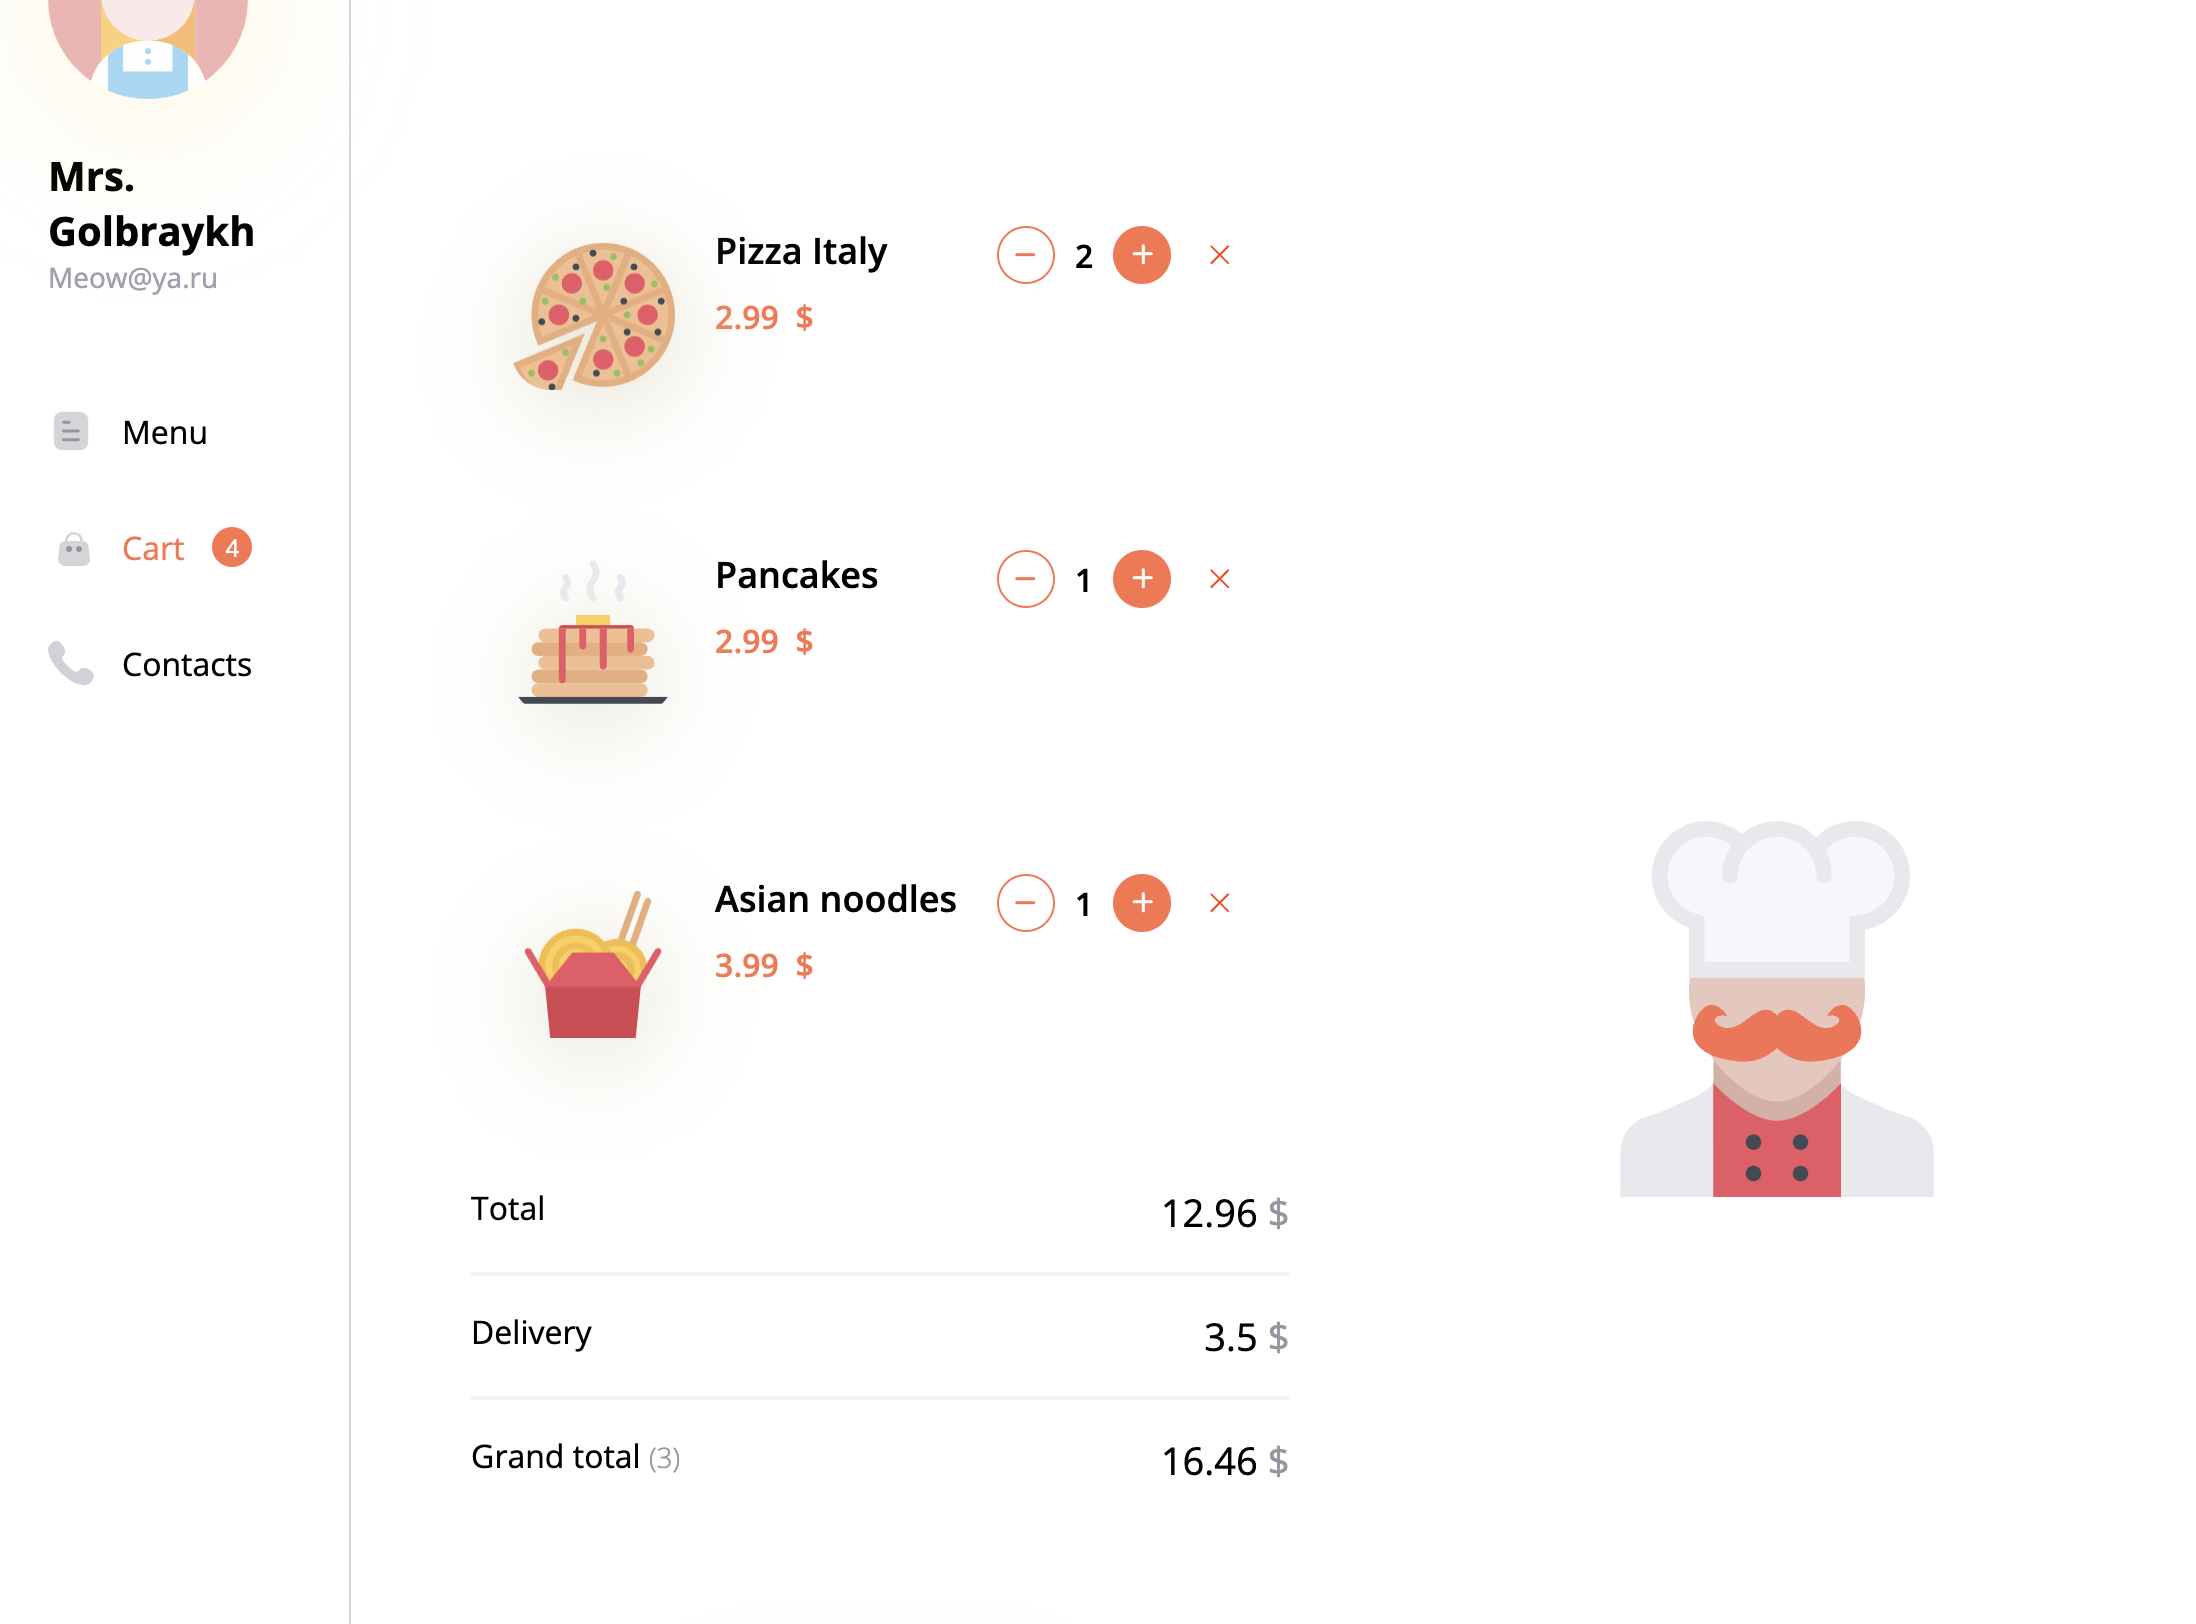 Mrs.
Golbraykh
Meow@ya.ru
Menu
Cart 4
Contacts
Pizza Italy 2
2.99 $
Pancakes 1
2.99 $
Asian noodles 1
3.99 $
Total 12.96 $
Delivery 3.5 $
Grand total (3) 16.46 $